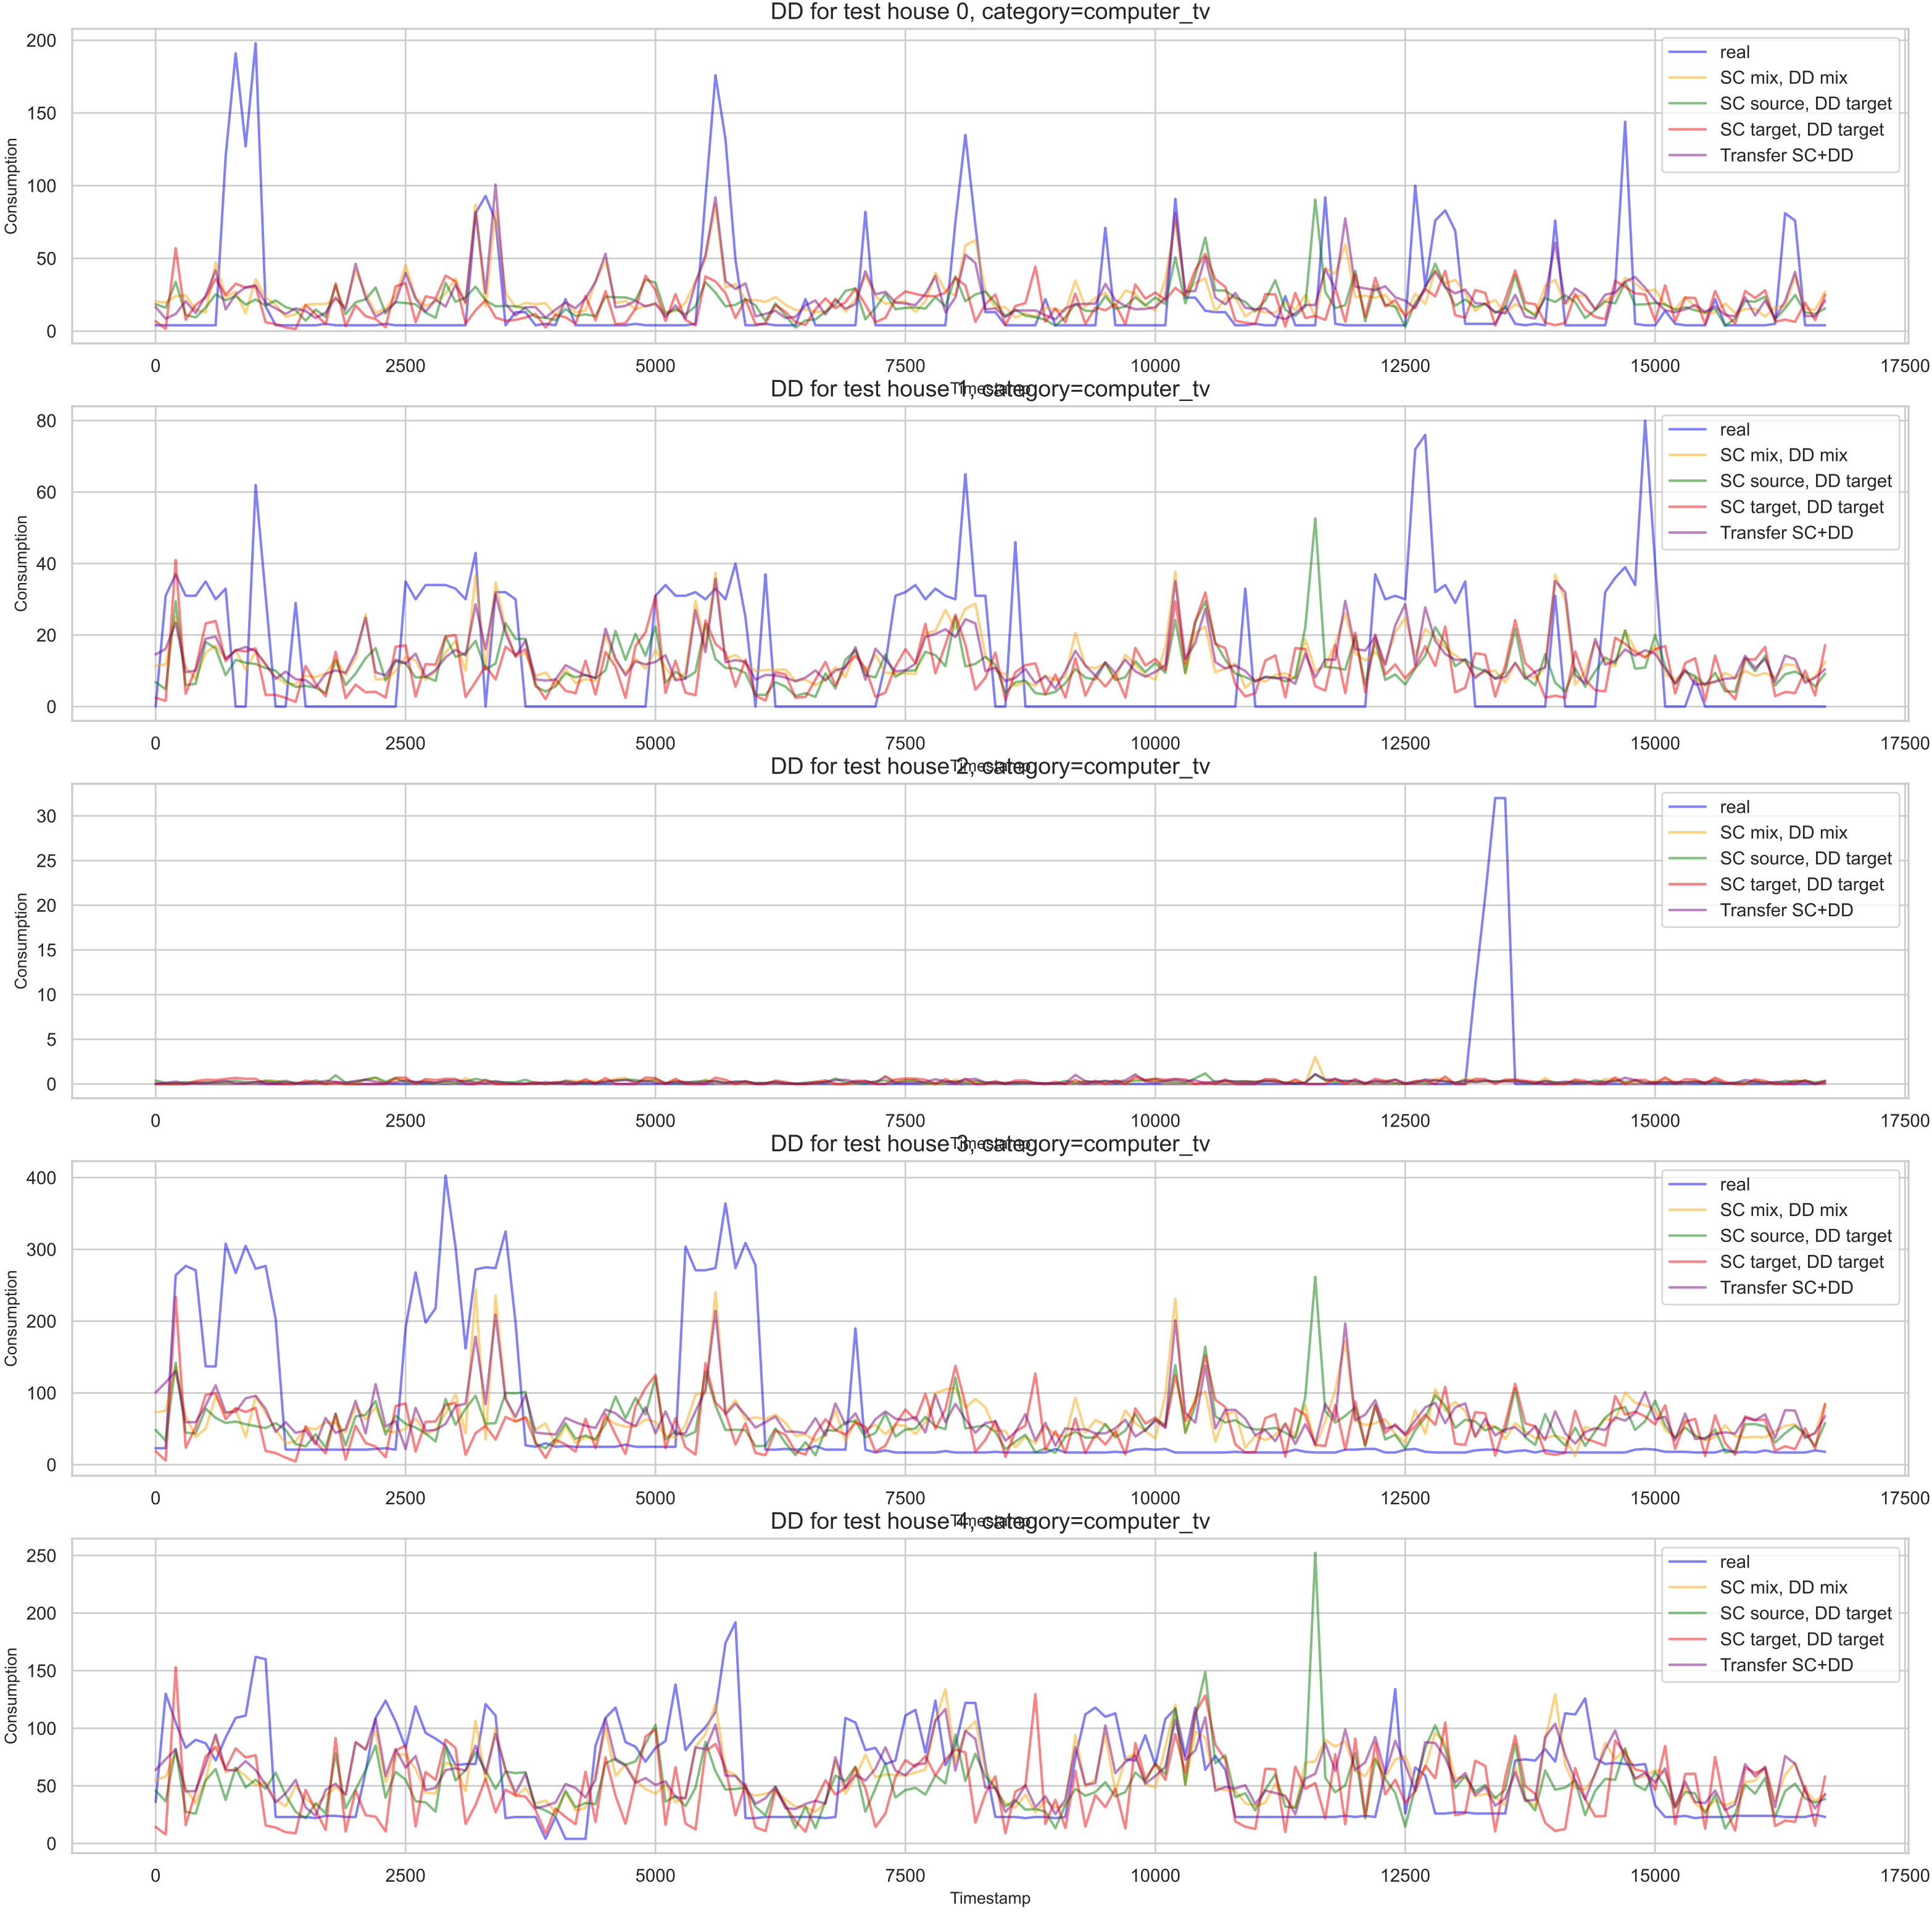 DD for test house 0, category=computer_tv
200
150
100
50
0
Consumption
real
SC mix, DD mix
SC source, DD target
SC target, DD target
Transfer SC+DD
0 2500 5000 7500 10000 12500 15000 17500
Timestamp
DD for test house 1, category=computer_tv
80
60
40
20
0
Consumption
real
SC mix, DD mix
SC source, DD target
SC target, DD target
Transfer SC+DD
0 2500 5000 7500 10000 12500 15000 17500
Timestamp
DD for test house 2, category=computer_tv
30
25
20
15
10
5
0
Consumption
real
SC mix, DD mix
SC source, DD target
SC target, DD target
Transfer SC+DD
0 2500 5000 7500 10000 12500 15000 17500
Timestamp
DD for test house 3, category=computer_tv
400
300
200
100
0
Consumption
real
SC mix, DD mix
SC source, DD target
SC target, DD target
Transfer SC+DD
0 2500 5000 7500 10000 12500 15000 17500
Timestamp
DD for test house 4, category=computer_tv
250
200
150
100
50
0
Consumption
real
SC mix, DD mix
SC source, DD target
SC target, DD target
Transfer SC+DD
0 2500 5000 7500 10000 12500 15000 17500
Timestamp